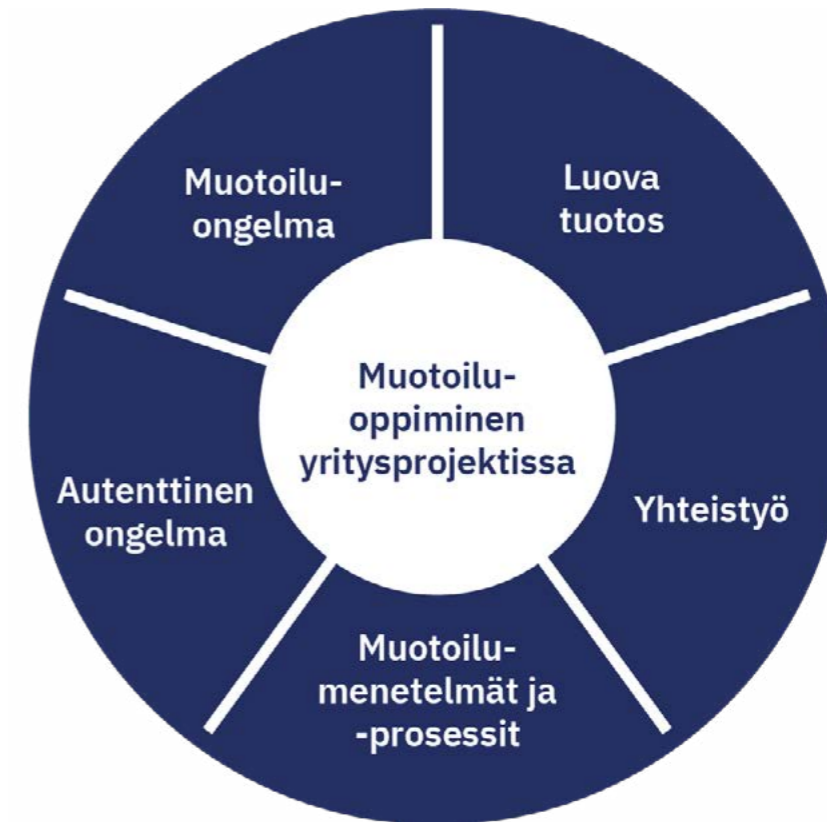 Muotoilu-
ongelma
Luova
tuotos
Muotoilu-
oppiminen
yritysprojektissa
Autenttinen
ongelma
Yhteistyö
Muotoilu-
menetelmät ja
-prosessit